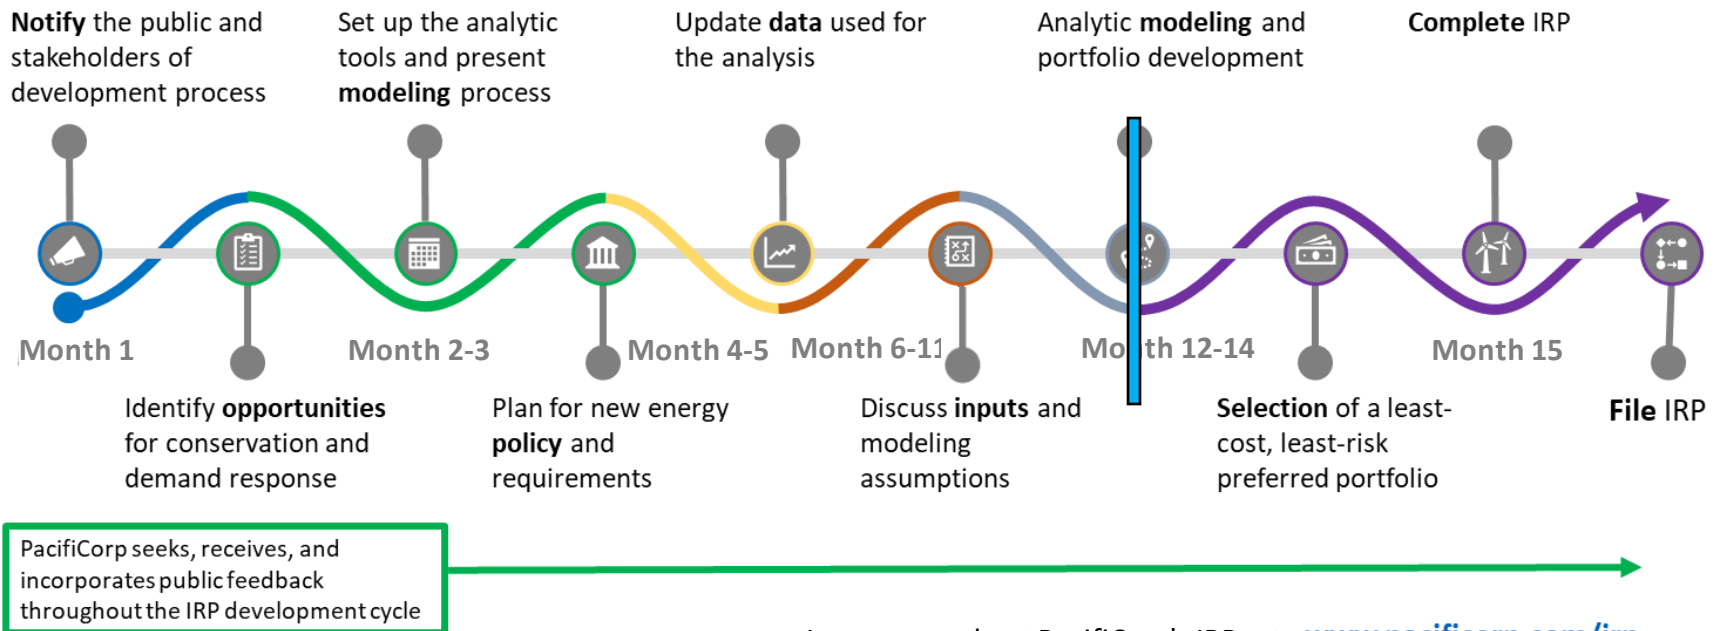 Notify the public and
stakeholders of
development process
Set up the analytic
tools and present
modeling process
Update data used for
the analysis
Analytic modeling and
portfolio development
Complete IRP
Month 1
Month 2-3
Month 4-5
Month 6-11
Month 12-14
Month 15
Identify opportunities
for conservation and
demand response
Plan for new energy
policy and
requirements
Discuss inputs and
modeling
assumptions
Selection of a least-
cost, least-risk
preferred portfolio
File IRP
PacifiCorp seeks, receives, and
incorporates public feedback
throughout the IRP development cycle
www.pacificorp.com/irp